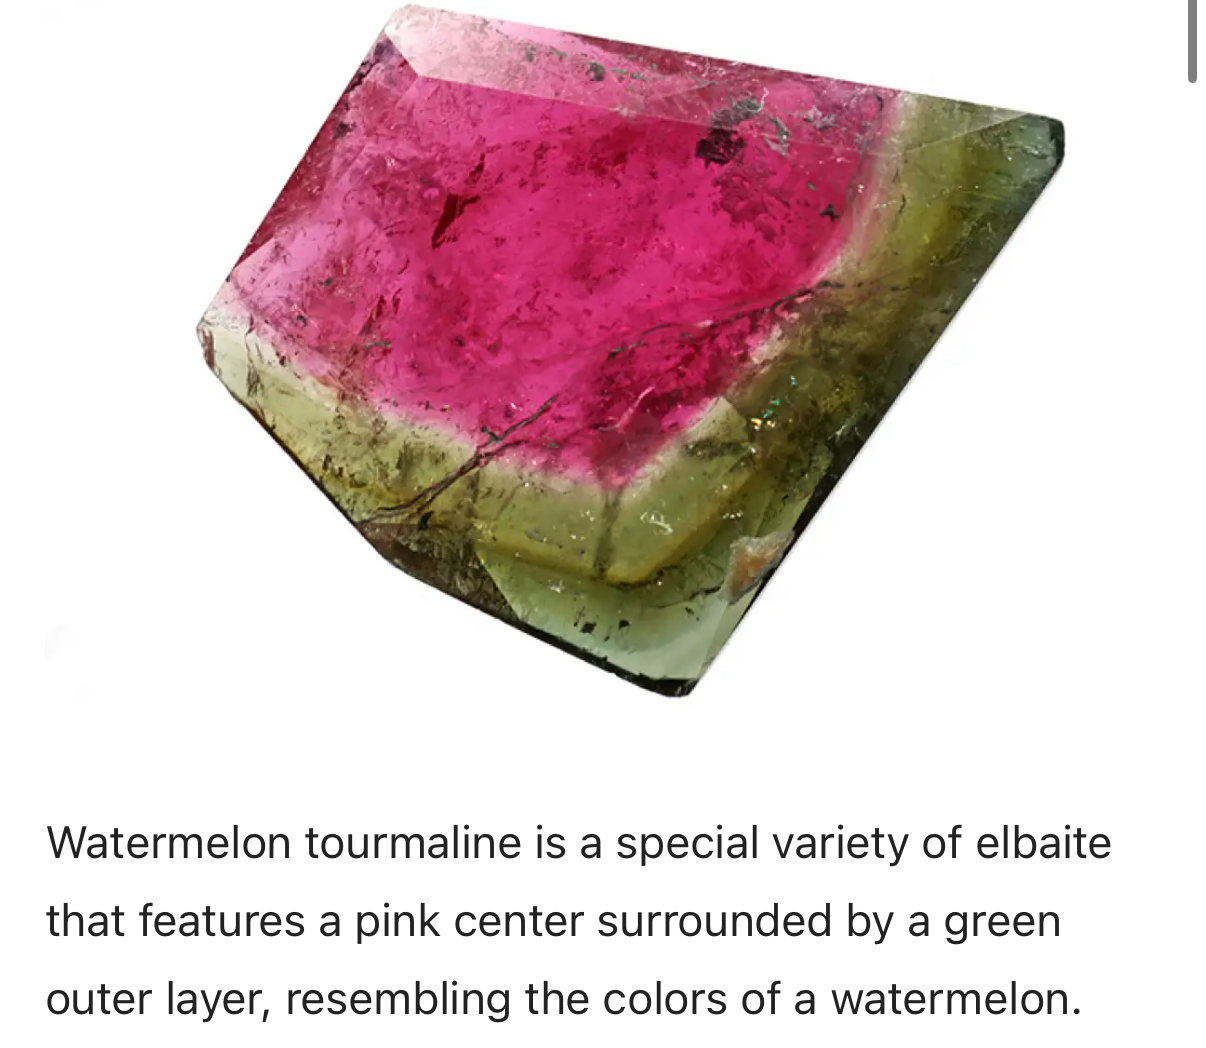 Watermelon tourmaline is a special variety of elbaite
that features a pink center surrounded by a green
outer layer, resembling the colors of a watermelon.